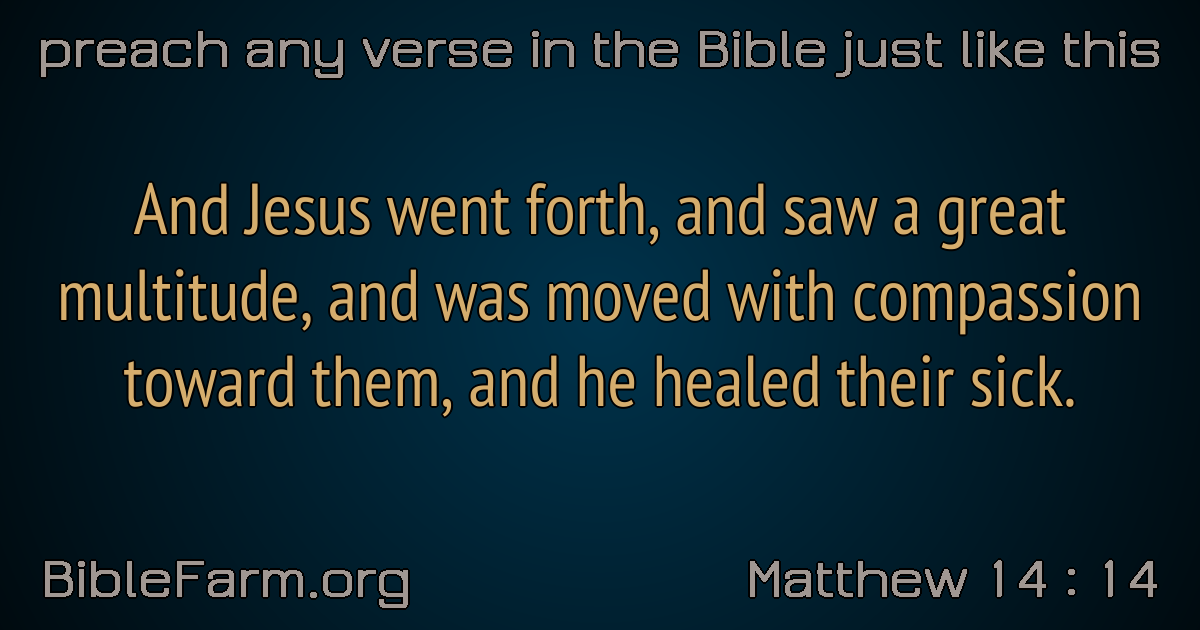 preach any verse in the Bible just like this
And Jesus went forth, and saw a great
multitude, and was moved with compassion
toward them, and he healed their sick.
BibleFarm.org
Matthew 14 : 14